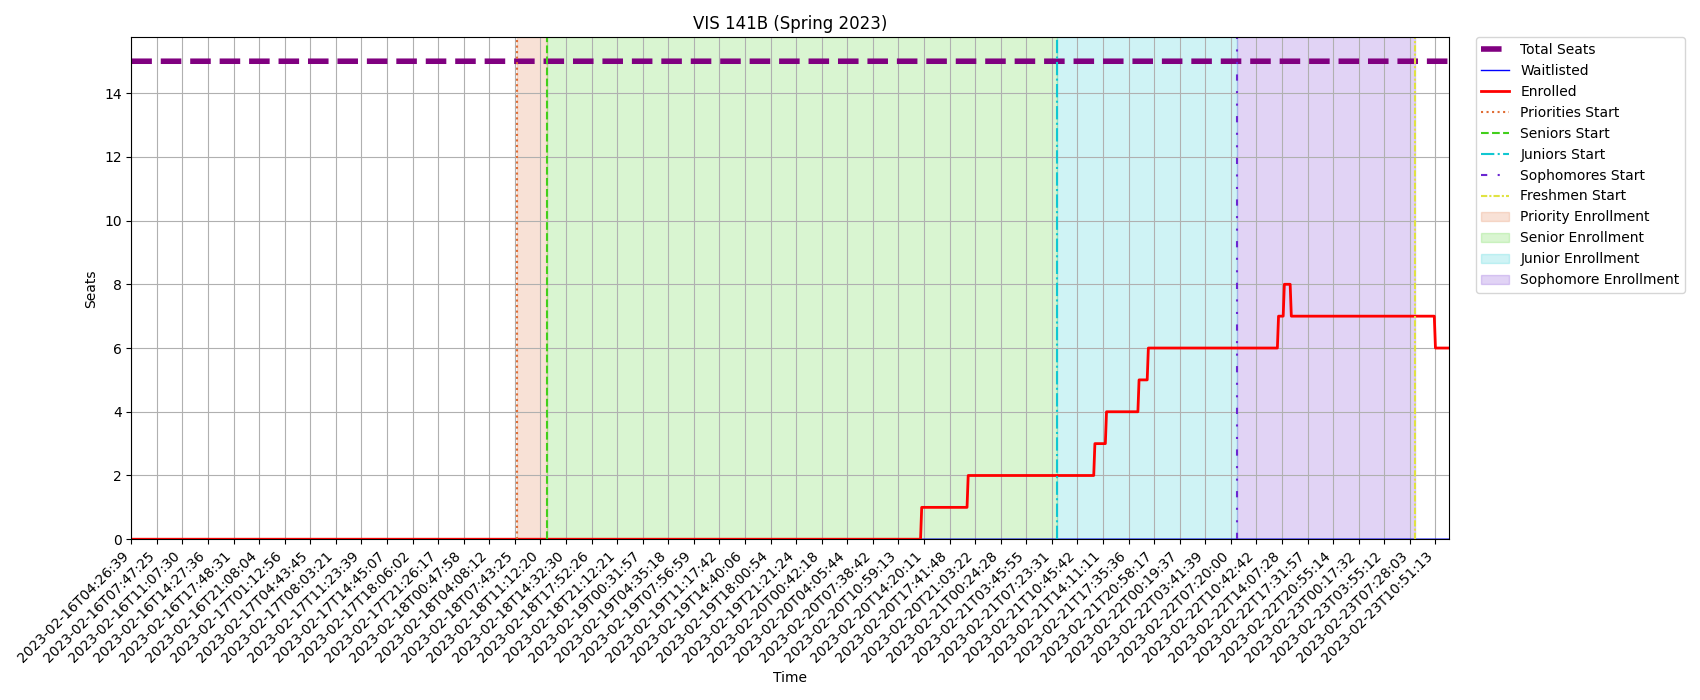 VIS 141B (Spring 2023)
Seats
14
12
10
8
6
4
2
0
2023-02-16T04:26:39
2023-02-16T07:47:25
2023-02-16T11:07:30
2023-02-16T14:27:36
2023-02-16T17:48:31
2023-02-16T21:08:04
2023-02-17T01:12:56
2023-02-17T04:43:45
2023-02-17T08:03:21
2023-02-17T11:23:39
2023-02-17T14:45:07
2023-02-17T18:06:02
2023-02-17T21:26:17
2023-02-18T00:47:58
2023-02-18T04:08:12
2023-02-18T07:43:25
2023-02-18T11:12:20
2023-02-18T14:32:30
2023-02-18T17:52:26
2023-02-18T21:12:21
2023-02-19T00:31:57
2023-02-19T04:35:18
2023-02-19T07:56:59
2023-02-19T11:17:42
2023-02-19T14:40:06
2023-02-19T18:00:54
2023-02-19T21:21:24
2023-02-20T00:42:18
2023-02-20T04:05:44
2023-02-20T07:38:42
2023-02-20T10:59:13
2023-02-20T14:20:11
2023-02-20T17:41:48
2023-02-20T21:03:22
2023-02-21T00:24:28
2023-02-21T03:45:55
2023-02-21T07:23:31
2023-02-21T10:45:42
2023-02-21T14:11:11
2023-02-21T17:35:36
2023-02-21T20:58:17
2023-02-22T00:19:37
2023-02-22T03:41:39
2023-02-22T07:20:00
2023-02-22T10:42:42
2023-02-22T14:07:28
2023-02-22T17:31:57
2023-02-22T20:55:14
2023-02-23T00:17:32
2023-02-23T03:55:12
2023-02-23T07:28:03
2023-02-23T10:51:13
Time
Total Seats
Waitlisted
Enrolled
Priorities Start
Seniors Start
Juniors Start
Sophomores Start
Freshmen Start
Priority Enrollment
Senior Enrollment
Junior Enrollment
Sophomore Enrollment